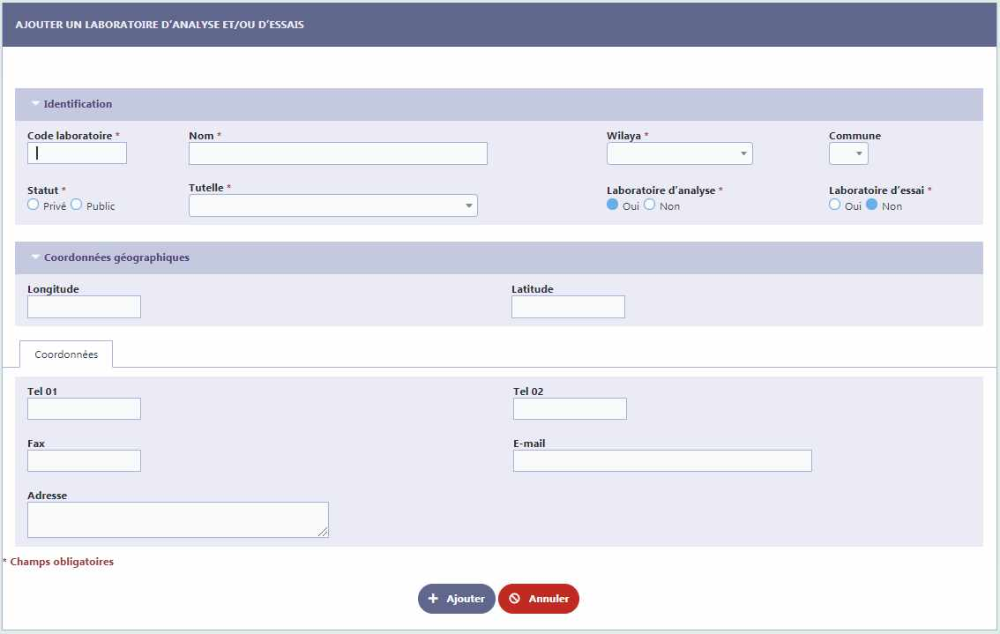 AJOUTER UN LABORATOIRE D'ANALYSE ET/OU D'ESSAIS
Identification
Code laboratoire * Nom * Wilaya * Commune
Statut * Tutelle * Laboratoire d'analyse * Laboratoire d'essai *
Privé Public Oui Non Oui Non
Coordonnées géographiques
Longitude Latitude
Coordonnées
Tel 01 Tel 02
Fax E-mail
Adresse
* Champs obligatoires
Ajouter Annuler